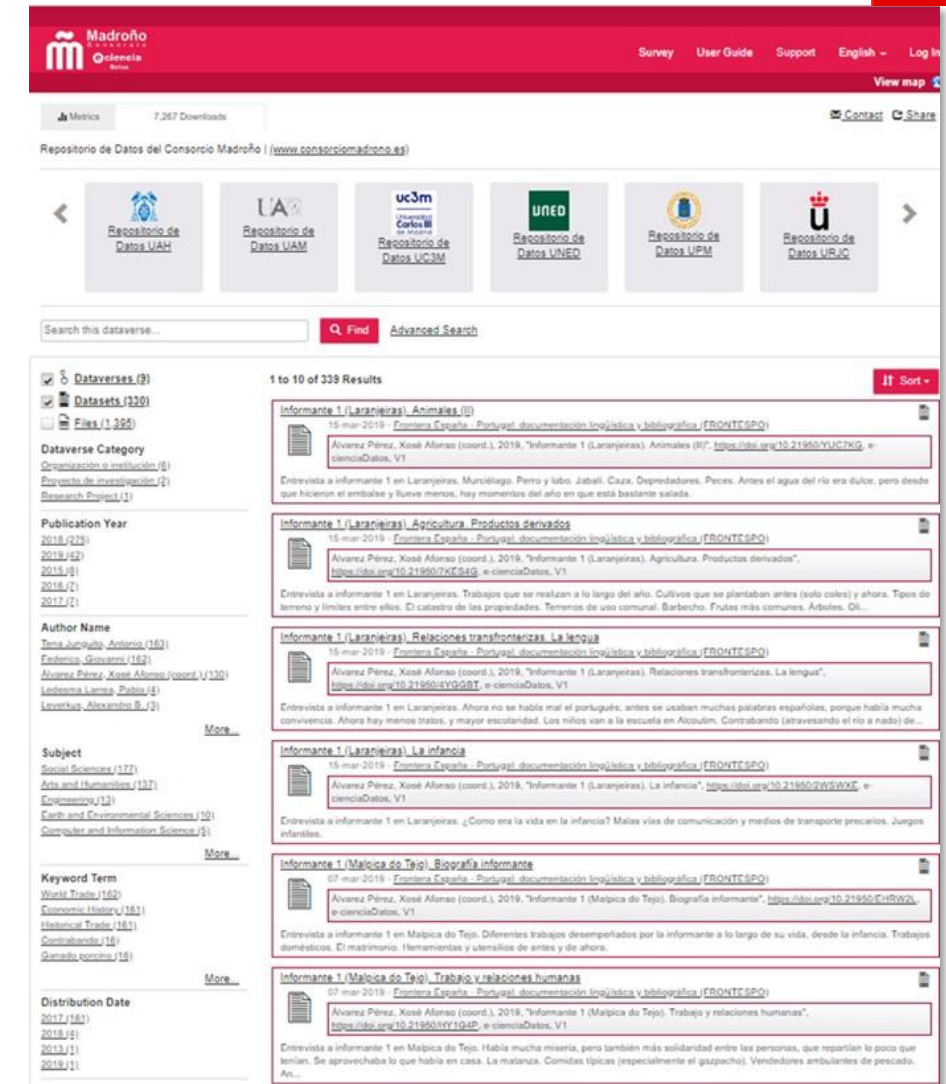 Madroño
Consorcio
ciencia
Datos
Survey User Guide Support English Log In
View map
Metrics 7,267 Downloads
Contact Share
Repositorio de Datos del Consorcio Madroño | (www.consorciomadrono.es)
Repositorio de
Datos UAH
UA
Repositorio de
Datos UAM
uc3m
Universidad
Carlos III
de Madrid
Repositorio de
Datos UC3M
UNED
Repositorio de
Datos UNED
Repositorio de
Datos UPM
Repositorio de
Datos URJC
Search this dataverse...
Find
Advanced Search
Dataverses (9)
Datasets (330)
Files (1,395)
Dataverse Category
Organización o institución (6)
Proyecto de investigación (2)
Research Project (1)
Publication Year
2018 (275)
2019 (42)
2015 (8)
2016 (7)
2017 (7)
Author Name
Tena Junguito, Antonio (163)
Federico, Giovanni (162)
Álvarez Pérez, Xosé Afonso (coord.) (130)
Ledesma Larrea, Pablo (4)
Leverkus, Alexandro B. (3)
More...
Subject
Social Sciences (177)
Arts and Humanities (137)
Engineering (13)
Earth and Environmental Sciences (10)
Computer and Information Science (5)
More...
Keyword Term
World Trade (162)
Economic History (161)
Historical Trade (161)
Contrabando (16)
Ganado porcino (16)
More...
Distribution Date
2017 (161)
2018 (4)
2013 (1)
2019 (1)
1 to 10 of 339 Results
Sort
Informante 1 (Laranjeiras). Animales (II)
15-mar-2019 - Frontera España - Portugal: documentación lingüística y bibliográfica (FRONTESPO)
Álvarez Pérez, Xosé Afonso (coord.), 2019, "Informante 1 (Laranjeiras). Animales (II)", https://doi.org/10.21950/YUC7KG, e-
cienciaDatos, V1
Entrevista a informante 1 en Laranjeiras. Murciélago. Perro y lobo. Jabalí. Caza. Depredadores. Peces. Antes el agua del río era dulce, pero desde
que hicieron el embalse y llueve menos, hay momentos del año en que está bastante salada.
Informante 1 (Laranjeiras). Agricultura. Productos derivados
15-mar-2019 - Frontera España - Portugal: documentación lingüística y bibliográfica (FRONTESPO)
Álvarez Pérez, Xosé Afonso (coord.), 2019, "Informante 1 (Laranjeiras). Agricultura. Productos derivados",
https://doi.org/10.21950/7KES4G, e-cienciaDatos, V1
Entrevista a informante 1 en Laranjeiras. Trabajos que se realizan a lo largo del año. Cultivos que se plantaban antes (solo coles) y ahora. Tipos de
terreno y límites entre ellos. El catastro de las propiedades. Terrenos de uso comunal. Barbecho. Frutas más comunes. Árboles. Oli...
Informante 1 (Laranjeiras). Relaciones transfronterizas. La lengua
15-mar-2019 - Frontera España - Portugal: documentación lingüística y bibliográfica (FRONTESPO)
Álvarez Pérez, Xosé Afonso (coord.), 2019, "Informante 1 (Laranjeiras). Relaciones transfronterizas. La lengua",
https://doi.org/10.21950/4YGGBT, e-cienciaDatos, V1
Entrevista a informante 1 en Laranjeiras. Ahora no se habla mal el portugués; antes se usaban muchas palabras españolas, porque había mucha
convivencia. Ahora hay menos tratos, y mayor escolaridad. Los niños van a la escuela en Alcoutim. Contrabando (atravesando el río a nado) de...
Informante 1 (Laranjeiras). La infancia
15-mar-2019 - Frontera España - Portugal: documentación lingüística y bibliográfica (FRONTESPO)
Álvarez Pérez, Xosé Afonso (coord.), 2019, "Informante 1 (Laranjeiras). La infancia", https://doi.org/10.21950/2WSWXE, e-
cienciaDatos, V1
Entrevista a informante 1 en Laranjeiras. ¿Como era la vida en la infancia? Malas vías de comunicación y medios de transporte precarios. Juegos
infantiles.
Informante 1 (Malpica do Tejo). Biografía informante
07-mar-2019 - Frontera España - Portugal: documentación lingüística y bibliográfica (FRONTESPO)
Álvarez Pérez, Xosé Afonso (coord.), 2019, "Informante 1 (Malpica do Tejo). Biografía informante", https://doi.org/10.21950/EHRW2L,
e-cienciaDatos, V1
Entrevista a informante 1 en Malpica do Tejo. Diferentes trabajos desempeñados por la informante a lo largo de su vida, desde la infancia. Trabajos
domésticos. El matrimonio. Herramientas y utensilios de antes y de ahora.
Informante 1 (Malpica do Tejo). Trabajo y relaciones humanas
07-mar-2019 - Frontera España - Portugal: documentación lingüística y bibliográfica (FRONTESPO)
Álvarez Pérez, Xosé Afonso (coord.), 2019, "Informante 1 (Malpica do Tejo). Trabajo y relaciones humanas",
https://doi.org/10.21950/HY1G4P, e-cienciaDatos, V1
Entrevista a informante 1 en Malpica do Tejo. Había mucha miseria, pero también más solidaridad entre las personas, que repartían lo poco que
tenían. Se aprovechaba lo que había en casa. La matanza. Comidas típicas (especialmente el gazpacho). Vendedores ambulantes de pescado.
An...